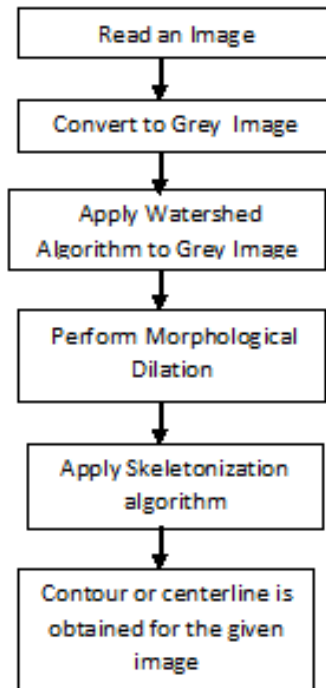 Read an Image
Convert to Grey Image
Apply Watershed
Algorithm to Grey Image
Perform Morphological
Dilation
Apply Skeletonization
algorithm
Contour or centerline is
obtained for the given
image